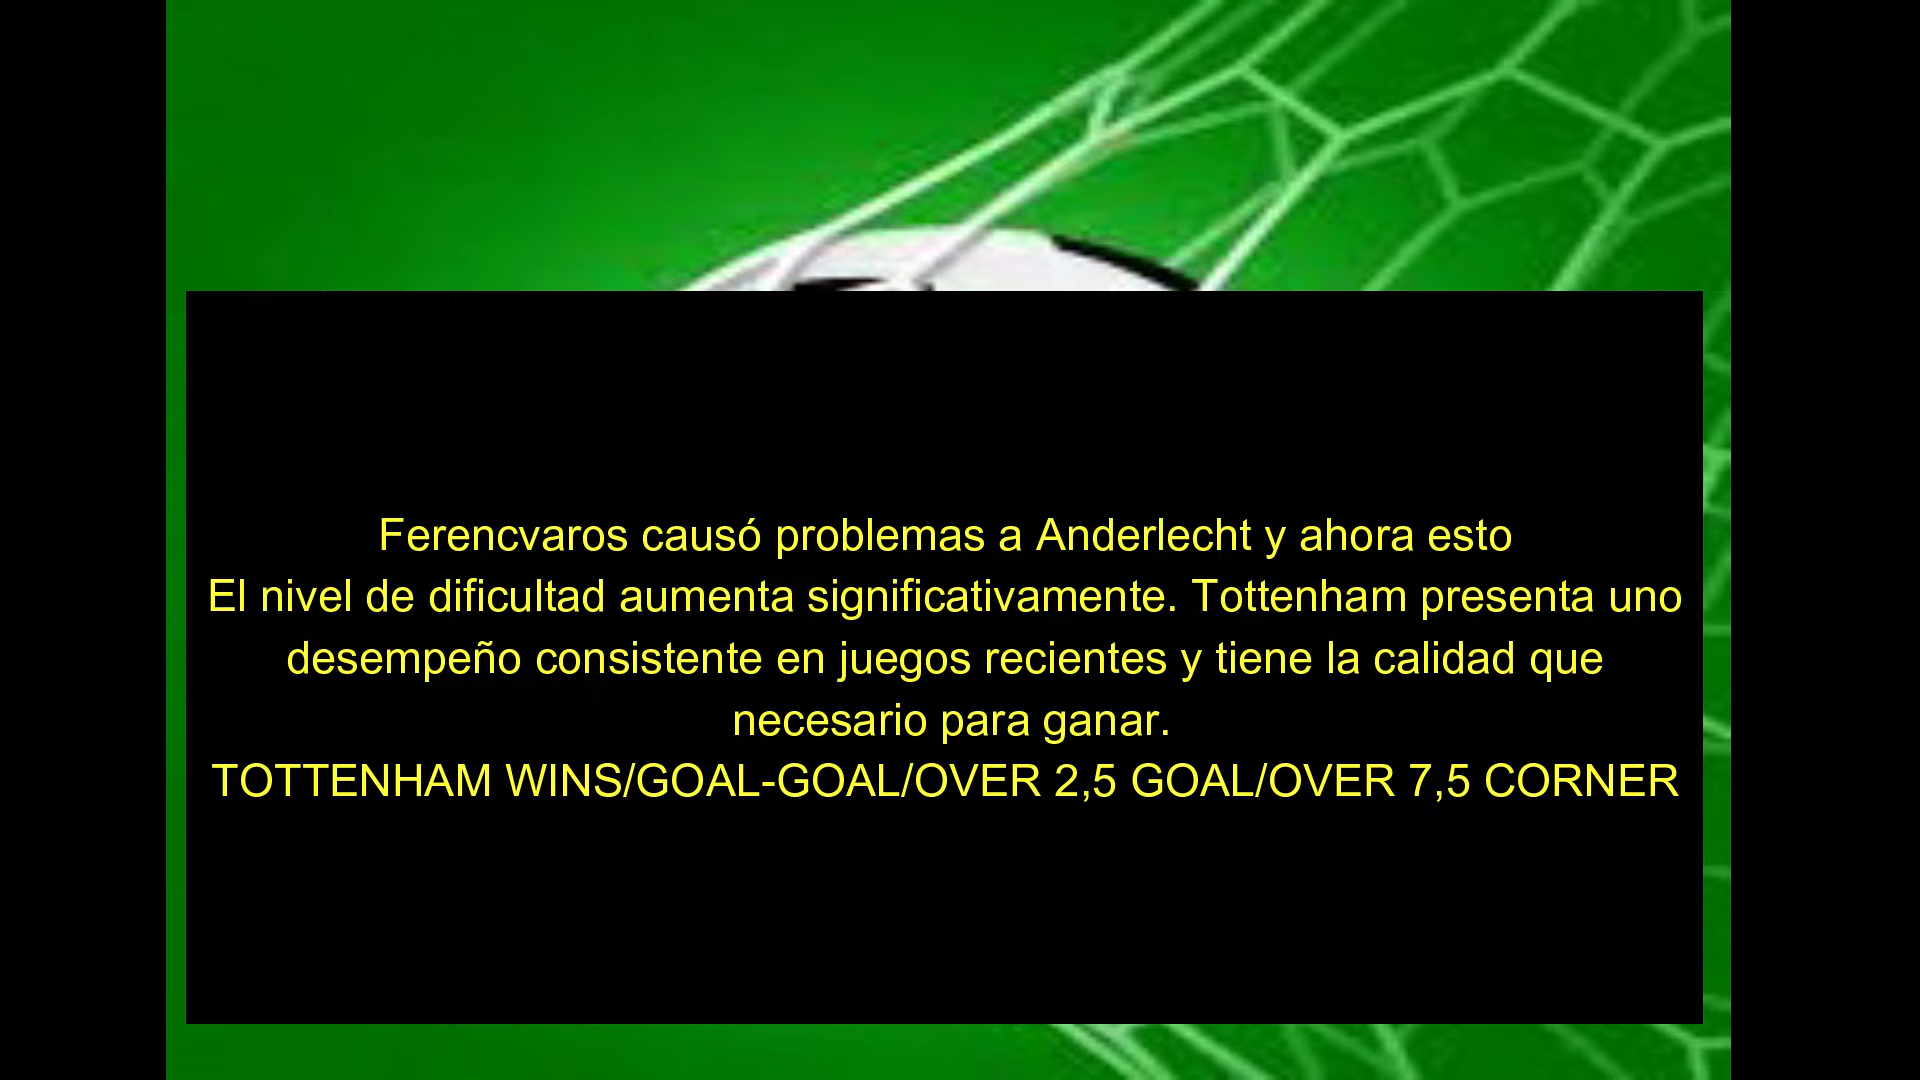 Ferencvaros causó problemas a Anderlecht y ahora esto
El nivel de dificultad aumenta significativamente. Tottenham presenta uno
desempeño consistente en juegos recientes y tiene la calidad que
necesario para ganar.
TOTTENHAM WINS/GOAL-GOAL/OVER 2,5 GOAL/OVER 7,5 CORNER